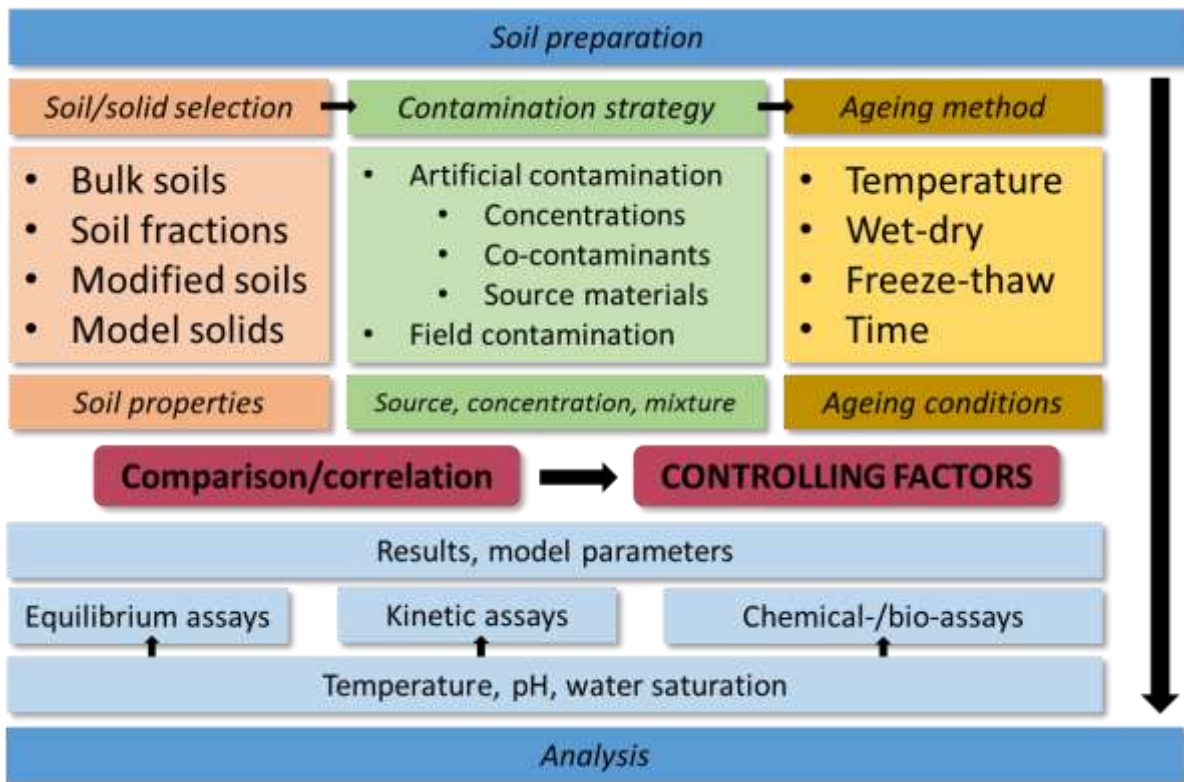 Soil preparation
Soil/solid selection
Contamination strategy
Ageing method
• Bulk soils
• Soil fractions
• Modified soils
• Model solids
• Artificial contamination
• Concentrations
• Co-contaminants
• Source materials
• Field contamination
• Temperature
• Wet-dry
• Freeze-thaw
• Time
Soil properties
Source, concentration, mixture
Ageing conditions
Comparison/correlation
CONTROLLING FACTORS
Results, model parameters
Equilibrium assays
Kinetic assays
Chemical-/bio-assays
Temperature, pH, water saturation
Analysis